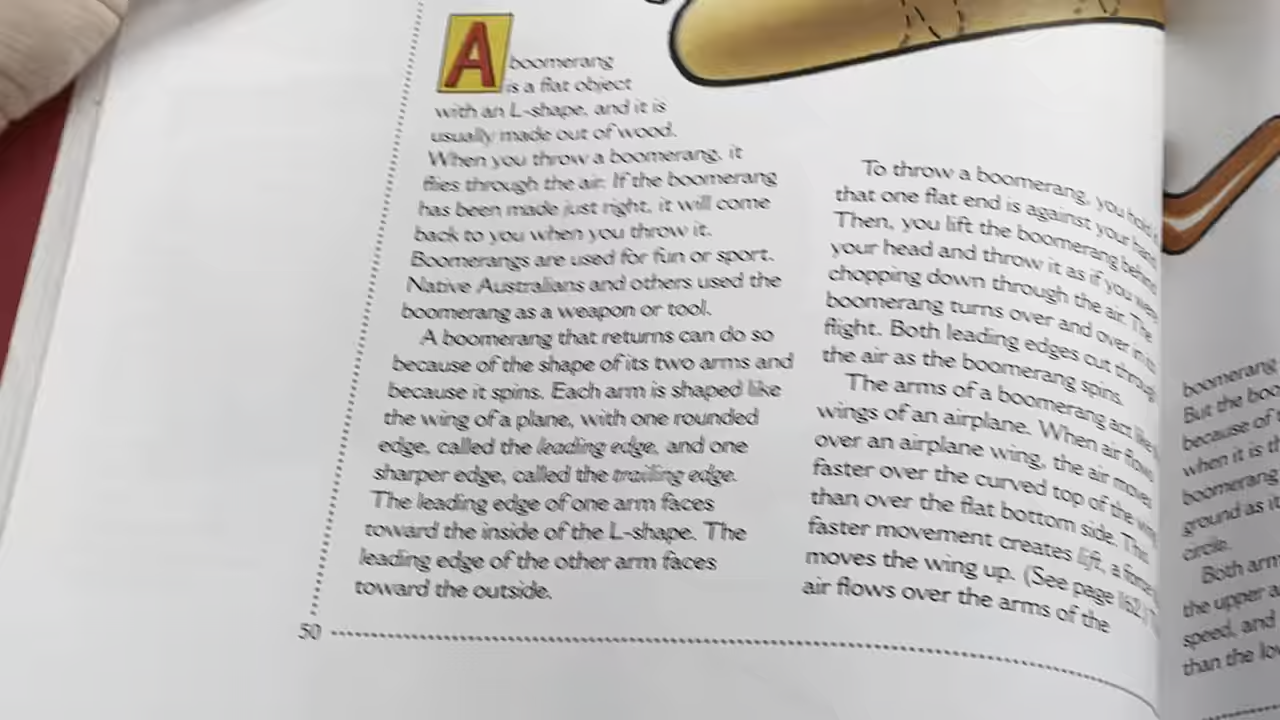 A boomerang
is a flat object
with an L-shape, and it is
usually made out of wood.
When you throw a boomerang, it
flies through the air. If the boomerang
has been made just right, it will come
back to you when you throw it.
Boomerangs are used for fun or sport.
Native Australians and others used the
boomerang as a weapon or tool.
A boomerang that returns can do so
because of the shape of its two arms and
because it spins. Each arm is shaped like
the wing of a plane, with one rounded
edge, called the leading edge, and one
sharper edge, called the trailing edge.
The leading edge of one arm faces
toward the inside of the L-shape. The
leading edge of the other arm faces
toward the outside.
50
To throw a boomerang, you hold
that one flat end is against your
Then, you lift the boomerang behind
your head and throw it as if you were
chopping down through the air. The
boomerang turns over and over in
flight. Both leading edges cut through
the air as the boomerang spins.
The arms of a boomerang act like
wings of an airplane. When air flows
over an airplane wing, the air moves
faster over the curved top of the wing
than over the flat bottom side. This
faster movement creates lift, a force
moves the wing up. (See page 162.)
air flows over the arms of the
boomerang
But the
because of
when it is
boomerang
ground as
circle.
Both
the upper
speed, and
than the